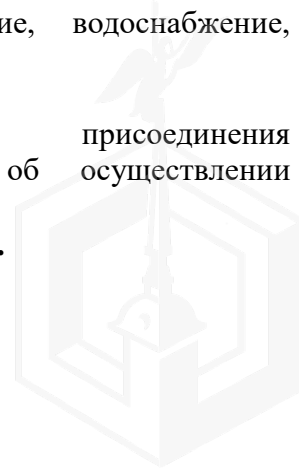 ие, водоснабжение,
присоединения
об осуществлении
.